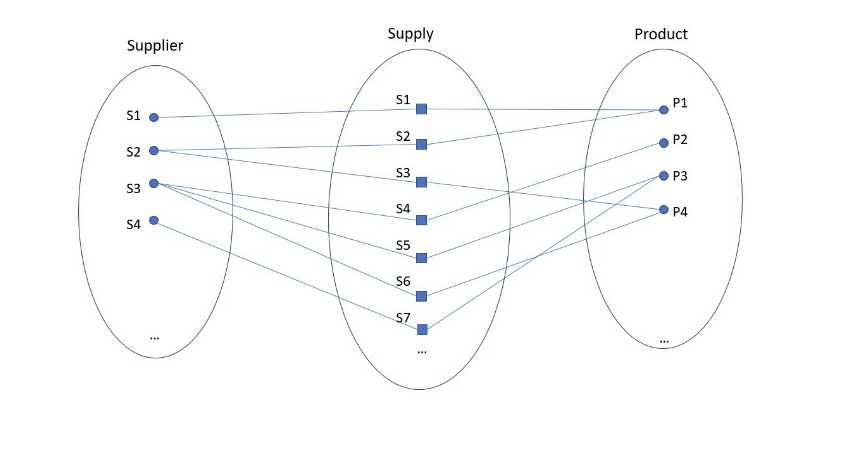 Supplier
Supply
Product
S1
S2
S3
S4
...
S1
S2
S3
S4
S5
S6
S7
...
P1
P2
P3
P4
...